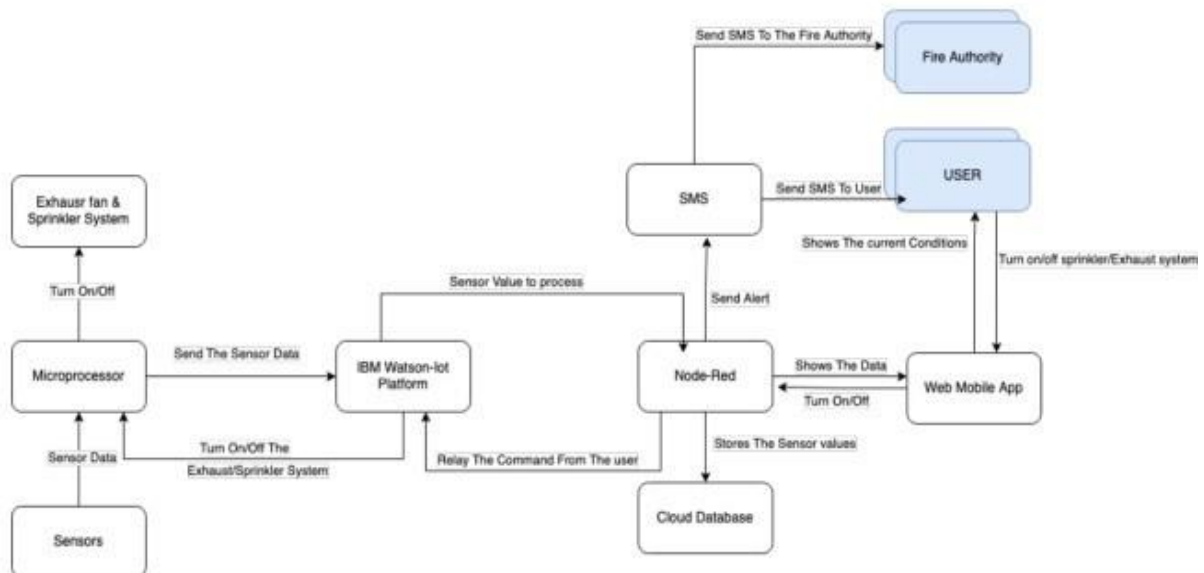 Send SMS To The Fire Authority
Fire Authority
USER
SMS
Send SMS To User
Exhausr fan &
Sprinkler System
Shows The current Conditions
Turn on/off sprinkler/Exhaust system
Sensor Value to process
Turn On/Off
Send Alert
Send The Sensor Data
Microprocessor
IBM Watson-Iot
Platform
Node-Red
Shows The Data
Web Mobile App
Turn On/Off
Turn On/Off The
Exhaust/Sprinkler System
Sensor Data
Relay The Command From The user
Stores The Sensor values
Cloud Database
Sensors